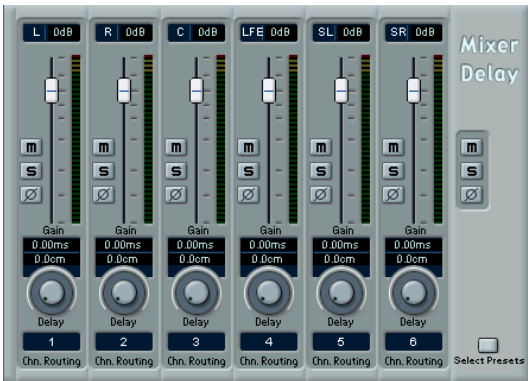 L 0dB R 0dB C 0dB LFE 0dB SL 0dB SR 0dB
Mixer
Delay
m m m m m m m
s s s s s s s
Ø Ø Ø Ø Ø Ø Ø
Gain Gain Gain Gain Gain Gain
0.00ms 0.00ms 0.00ms 0.00ms 0.00ms 0.00ms
0.0cm 0.0cm 0.0cm 0.0cm 0.0cm 0.0cm
Delay Delay Delay Delay Delay Delay
1 2 3 4 5 6
Chn. Routing Chn. Routing Chn. Routing Chn. Routing Chn. Routing Chn. Routing Select Presets